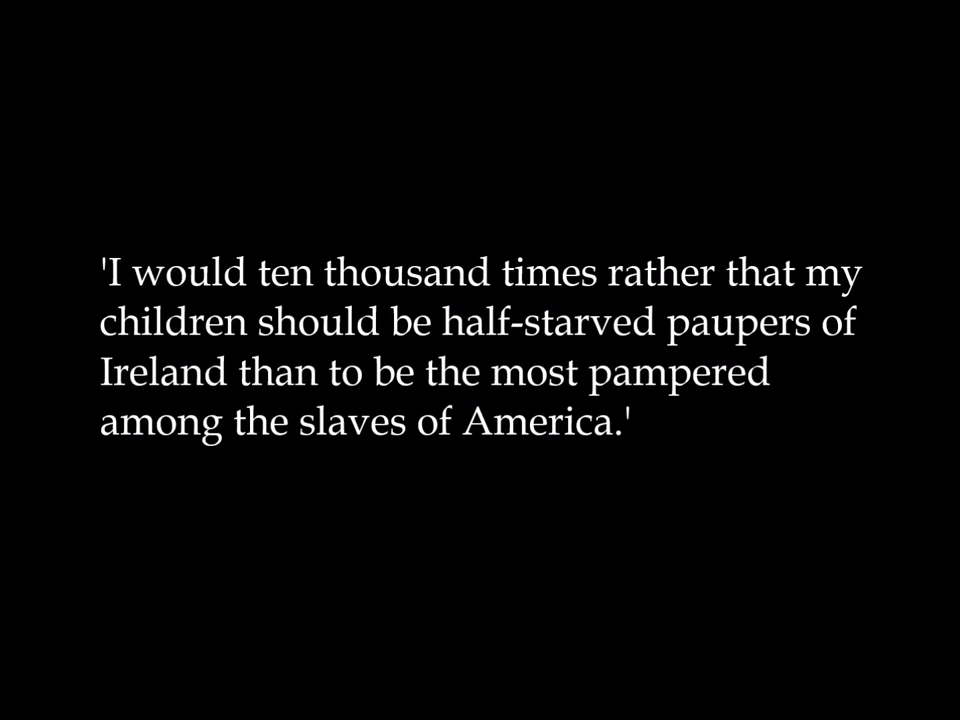 'I would ten thousand times rather that my
children should be half-starved paupers of
Ireland than to be the most pampered
among the slaves of America.'